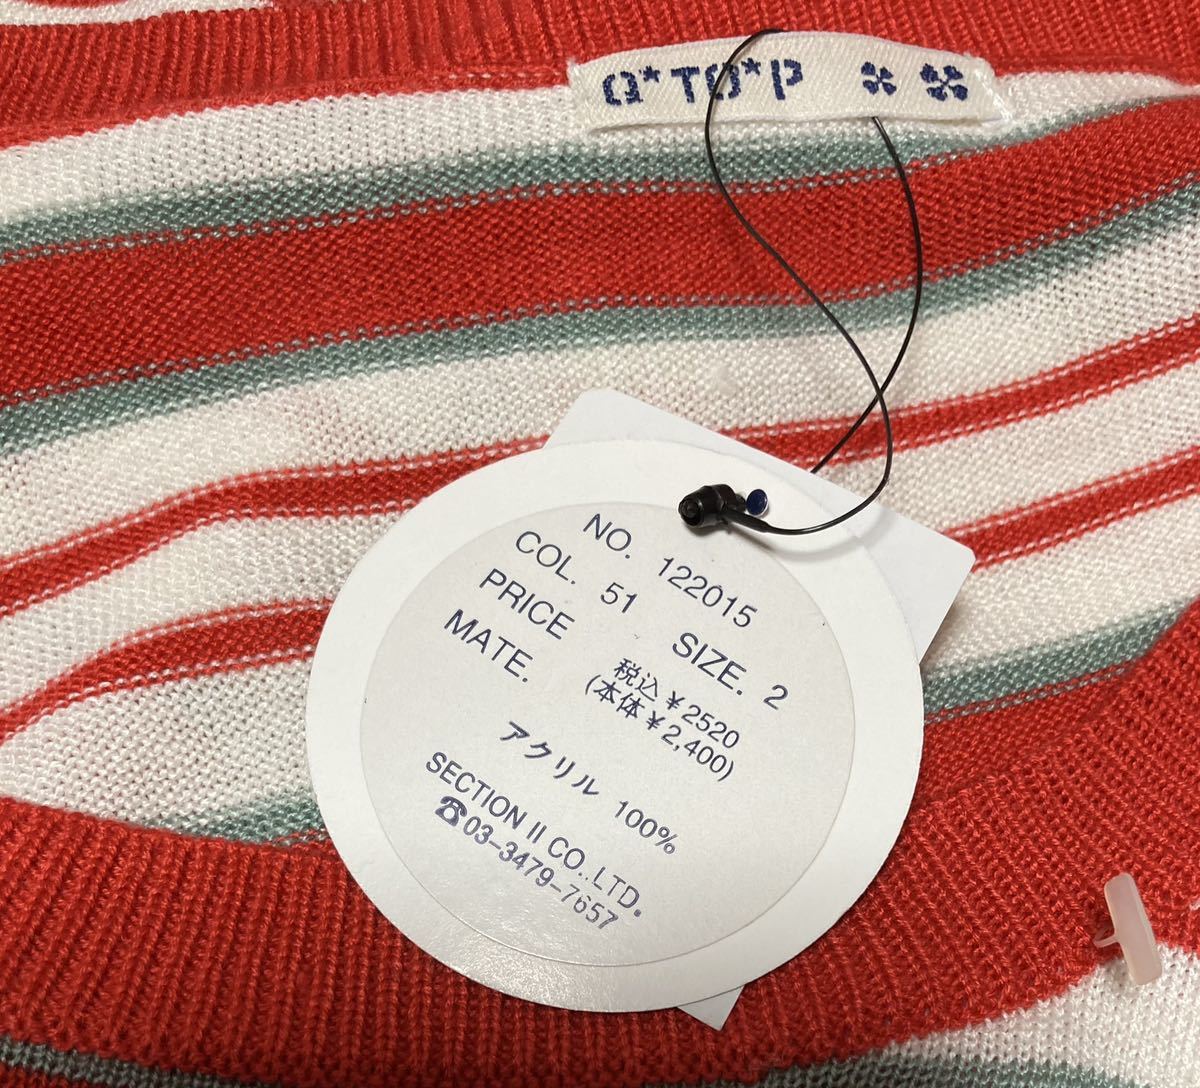 Q*TO*P
NO. 122015
COL. 51 SIZE. 2
PRICE 税込¥2520
(本体¥2,400)
MATE.
アクリル 100%
SECTION II CO.,LTD.
☎03-3479-7657